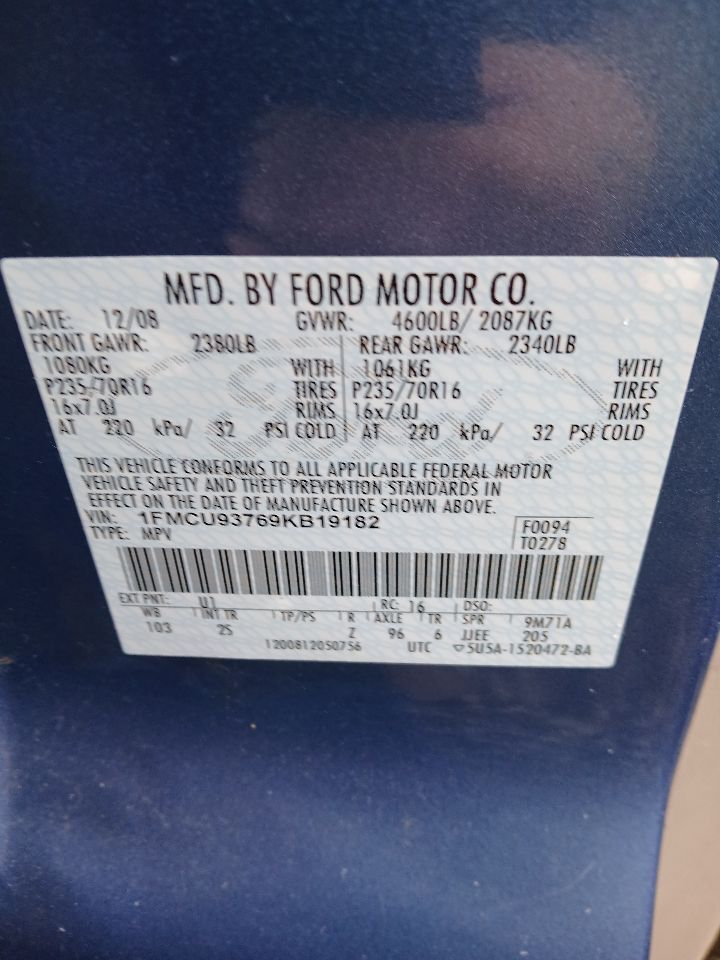 MFD. BY FORD MOTOR CO.
DATE: 12/08 GVWR: 4600LB/ 2087KG
FRONT GAWR: 2380LB REAR GAWR: 2340LB
1080KG WITH 1061KG WITH
P235/70R16 TIRES P235/70R16 TIRES
16x7.0J RIMS 16x7.0J RIMS
AT 220 kPa/ 32 PSI COLD AT 220 kPa/ 32 PSI COLD
THIS VEHICLE CONFORMS TO ALL APPLICABLE FEDERAL MOTOR
VEHICLE SAFETY AND THEFT PREVENTION STANDARDS IN
EFFECT ON THE DATE OF MANUFACTURE SHOWN ABOVE.
VIN: 1FMCU93769KB19182 F0094
TYPE: MPV T0278
EXT PNT: U1 RC: 16 DSO:
WB INT TR TP/PS R AXLE TR SPR 9M71A
103 25 Z 96 6 JJEE 205
1200812050756 UTC ▽5U5A-1520472-BA